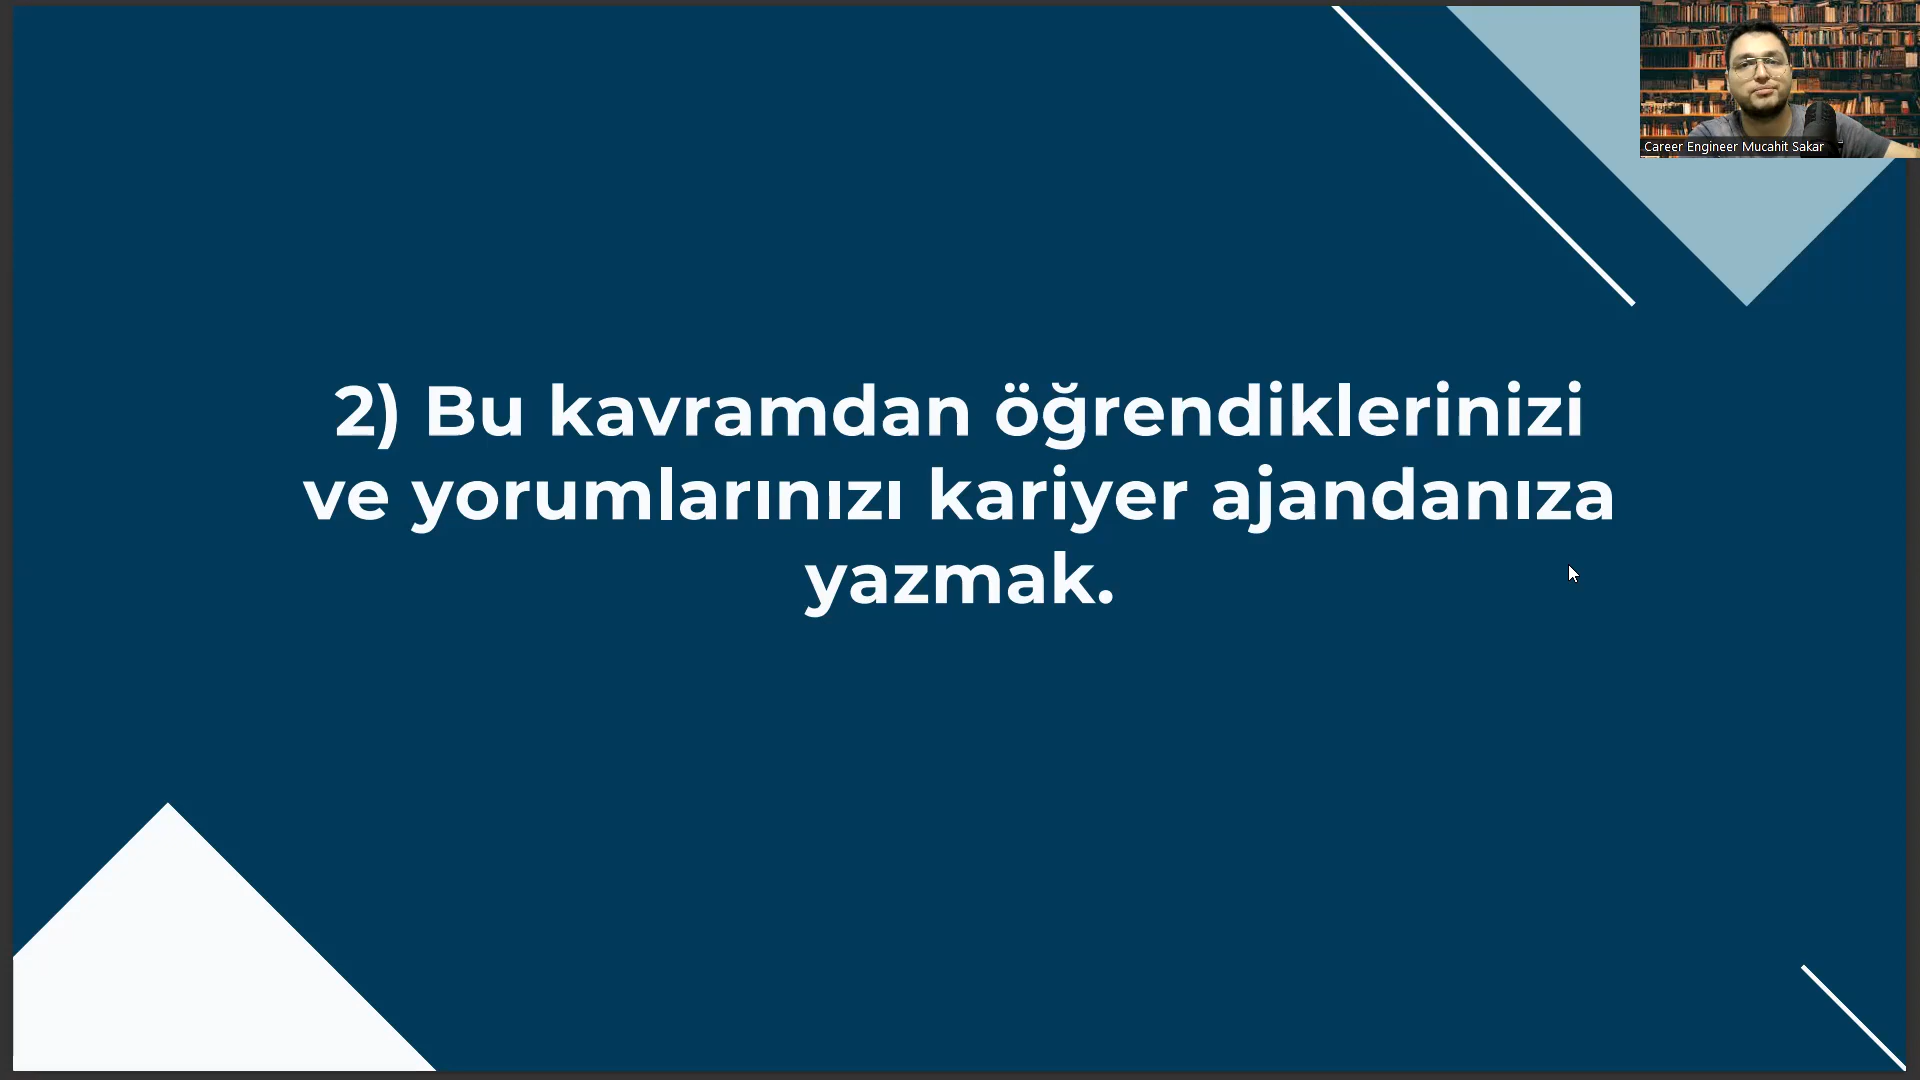 Career Engineer Mucahit Sakar
2) Bu kavramdan öğrendiklerinizi
ve yorumlarınızı kariyer ajandanıza
yazmak.